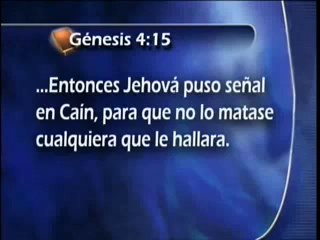 Génesis 4:15
...Entonces Jehová puso señal
en Caín, para que no lo matase
cualquiera que le hallara.